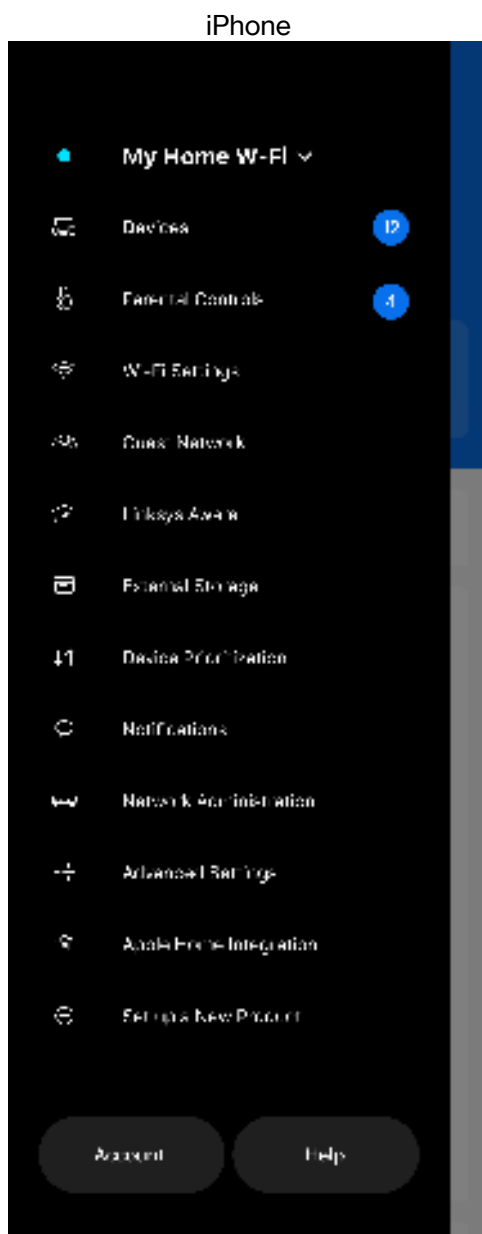 iPhone
My Home W-Fi
Devices 12
Parental Controls 4
Wi-Fi Settings
Guest Network
Linksys Aware
External Storage
Device Prioritization
Notifications
Network Administration
Advanced Settings
Apple Home Integration
Set up a New Product
Account Help